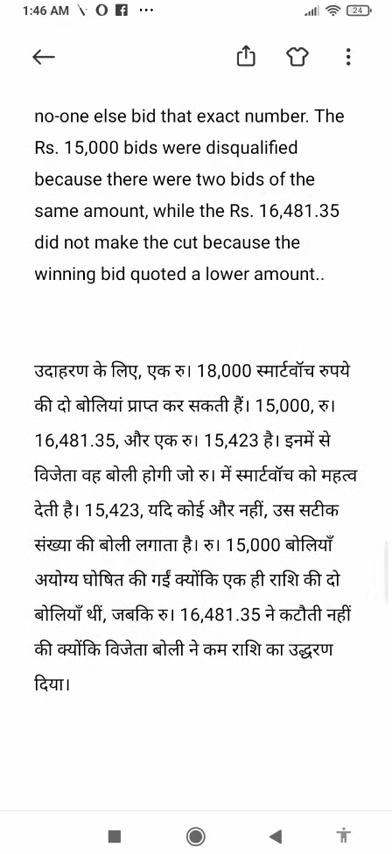 1:46 AM
24
no-one else bid that exact number. The
Rs. 15,000 bids were disqualified
because there were two bids of the
same amount, while the Rs. 16,481.35
did not make the cut because the
winning bid quoted a lower amount..
उदाहरण के लिए, एक रु। 18,000 स्मार्टवॉच रुपये
की दो बोलियां प्राप्त कर सकती हैं। 15,000, रु।
16,481.35, और एक रु। 15,423 है। इनमें से
विजेता वह बोली होगी जो रु। में स्मार्टवॉच को महत्व
देती है। 15,423, यदि कोई और नहीं, उस सटीक
संख्या की बोली लगाता है। रु। 15,000 बोलियाँ
अयोग्य घोषित की गईं क्योंकि एक ही राशि की दो
बोलियाँ थीं, जबकि रु। 16,481.35 ने कटौती नहीं
की क्योंकि विजेता बोली ने कम राशि का उद्धरण
दिया।